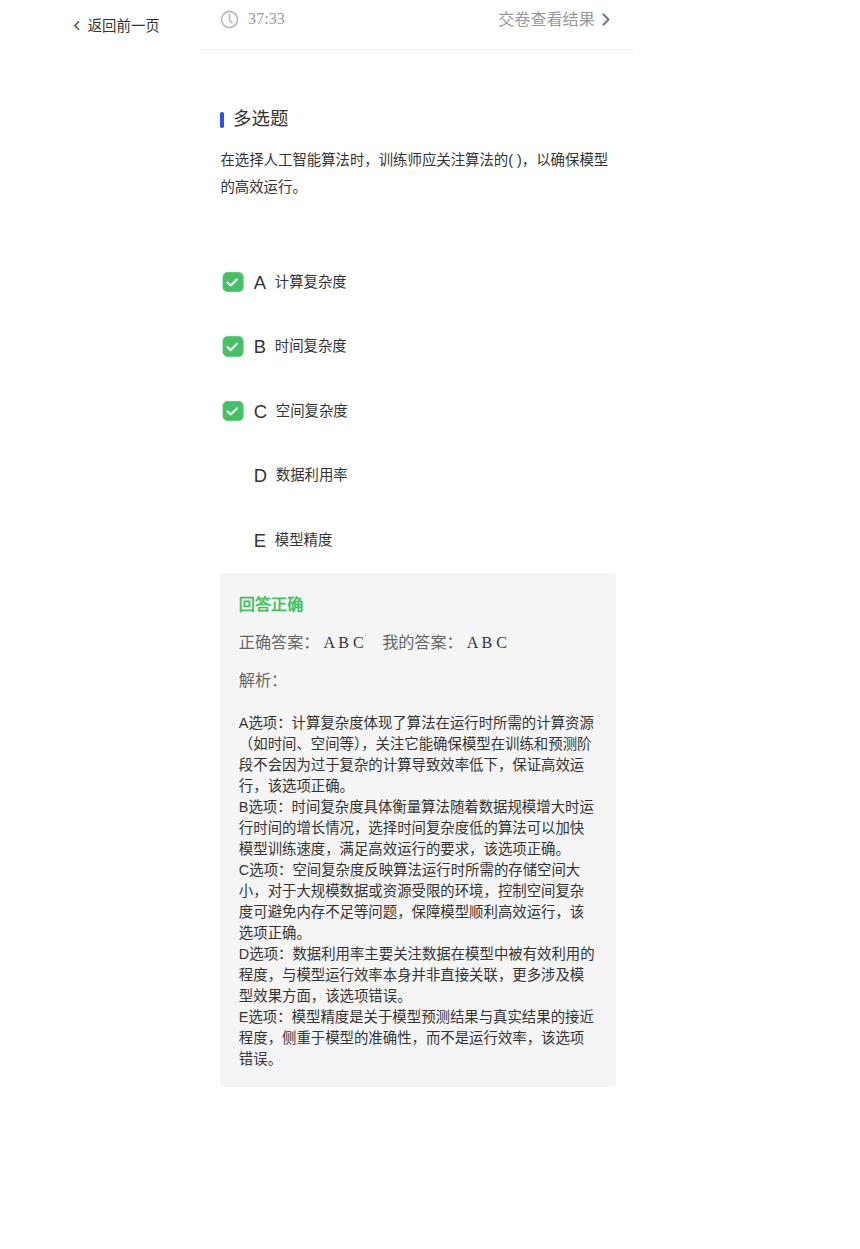 返回前一页
37:33
交卷查看结果
多选题
在选择人工智能算法时，训练师应关注算法的( )，以确保模型
的高效运行。
A 计算复杂度
B 时间复杂度
C 空间复杂度
D 数据利用率
E 模型精度
回答正确
正确答案： A B C 我的答案： A B C
解析：
A选项：计算复杂度体现了算法在运行时所需的计算资源
（如时间、空间等），关注它能确保模型在训练和预测阶
段不会因为过于复杂的计算导致效率低下，保证高效运
行，该选项正确。
B选项：时间复杂度具体衡量算法随着数据规模增大时运
行时间的增长情况，选择时间复杂度低的算法可以加快
模型训练速度，满足高效运行的要求，该选项正确。
C选项：空间复杂度反映算法运行时所需的存储空间大
小，对于大规模数据或资源受限的环境，控制空间复杂
度可避免内存不足等问题，保障模型顺利高效运行，该
选项正确。
D选项：数据利用率主要关注数据在模型中被有效利用的
程度，与模型运行效率本身并非直接关联，更多涉及模
型效果方面，该选项错误。
E选项：模型精度是关于模型预测结果与真实结果的接近
程度，侧重于模型的准确性，而不是运行效率，该选项
错误。